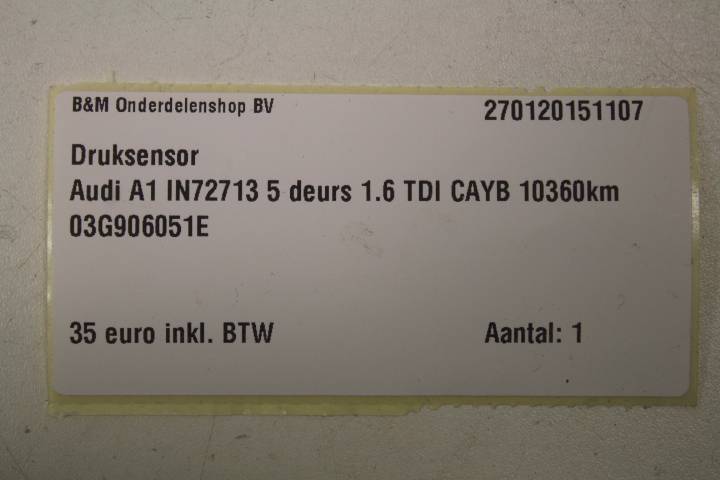 B&M Onderdelenshop BV 270120151107
Druksensor
Audi A1 IN72713 5 deurs 1.6 TDI CAYB 10360km
03G906051E
35 euro inkl. BTW Aantal: 1